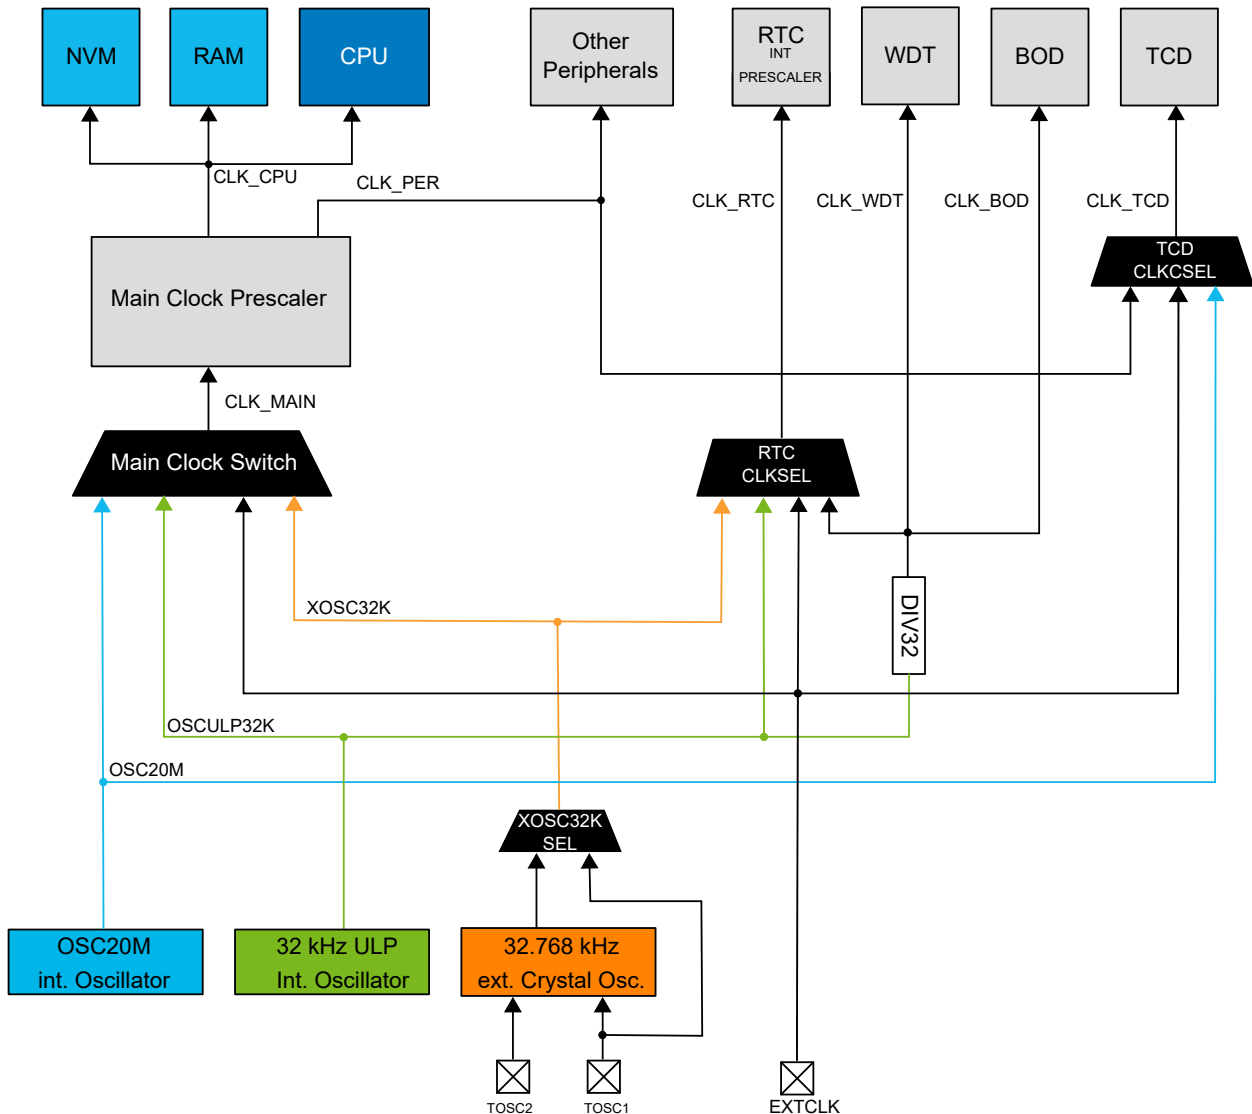 NVM
RAM
CPU
Other
Peripherals
RTC
INT
PRESCALER
WDT
BOD
TCD
CLK_CPU
CLK_PER
CLK_RTC
CLK_WDT
CLK_BOD
CLK_TCD
TCD
CLKCSEL
Main Clock Prescaler
CLK_MAIN
Main Clock Switch
RTC
CLKSEL
XOSC32K
DIV32
OSCULP32K
OSC20M
XOSC32K
SEL
OSC20M
int. Oscillator
32 kHz ULP
Int. Oscillator
32.768 kHz
ext. Crystal Osc.
TOSC2
TOSC1
EXTCLK